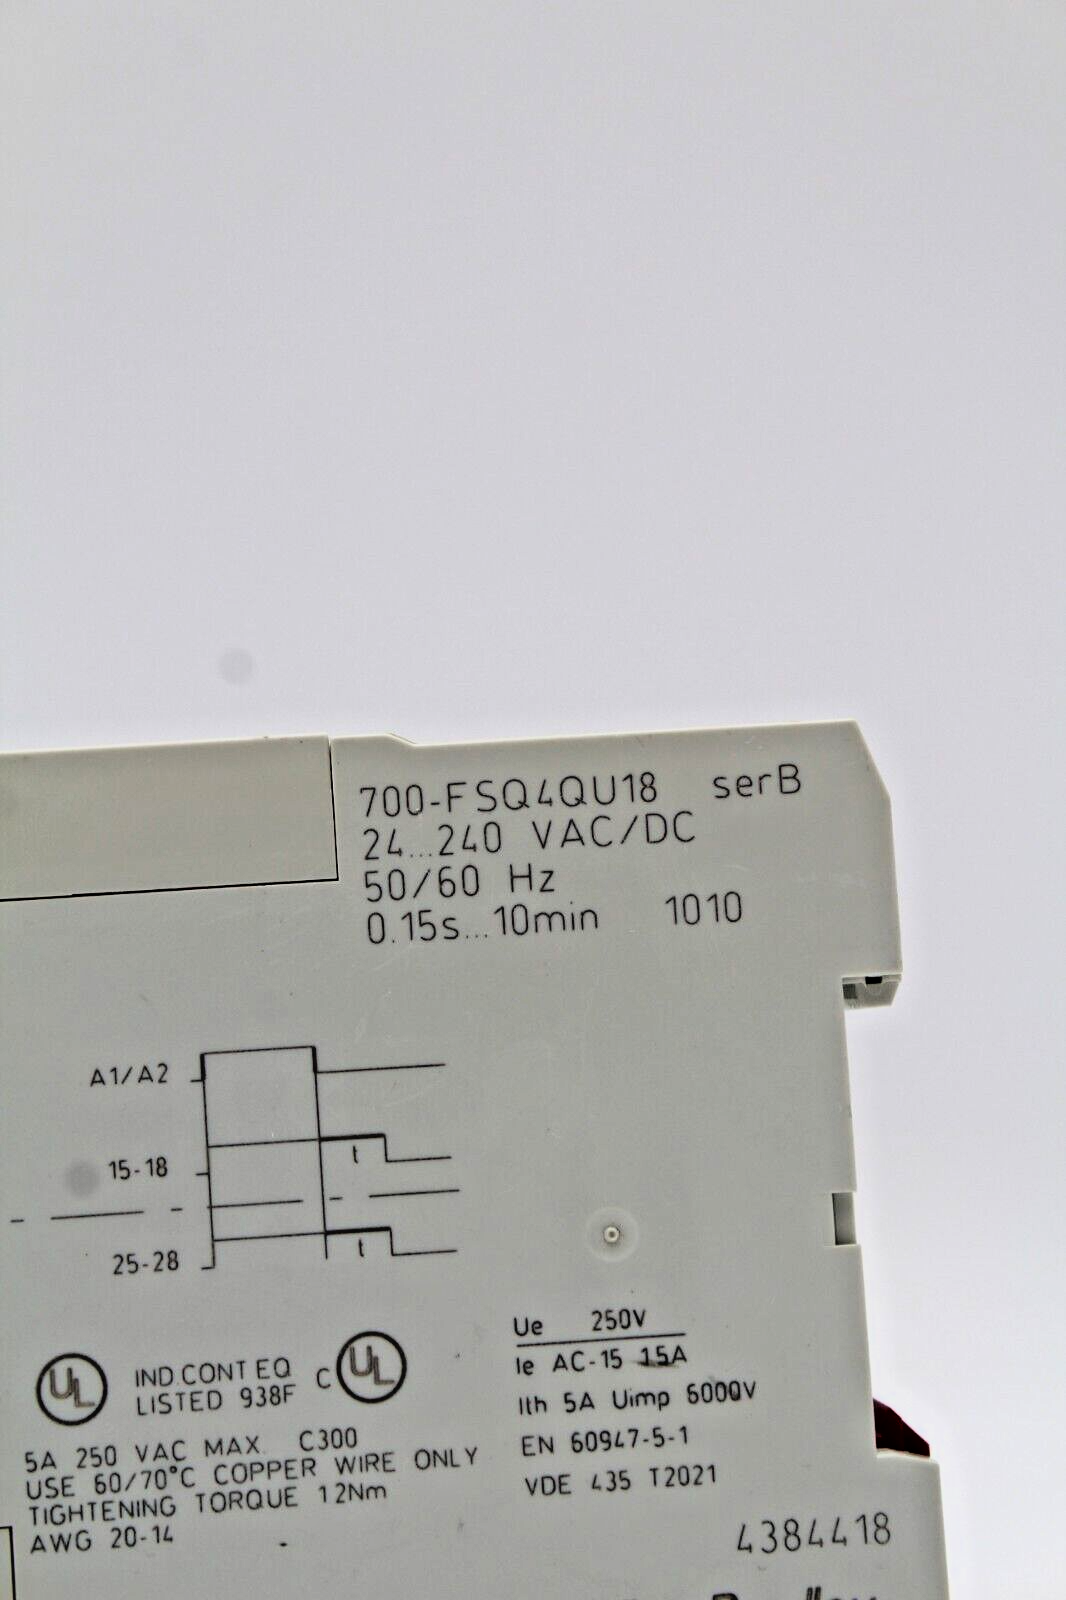 700-FSQ4QU18 serB
24...240 VAC/DC
50/60 Hz
0.15s...10min 1010
A1/A2
15-18
t
25-28
t
UL IND.CONT.EQ
LISTED 938F C UL
5A 250 VAC MAX. C300
USE 60/70°C COPPER WIRE ONLY
TIGHTENING TORQUE 1.2Nm
AWG 20-14
Ue 250V
Ie AC-15 1.5A
Ith 5A Uimp 6000V
EN 60947-5-1
VDE 435 T2021
4384418